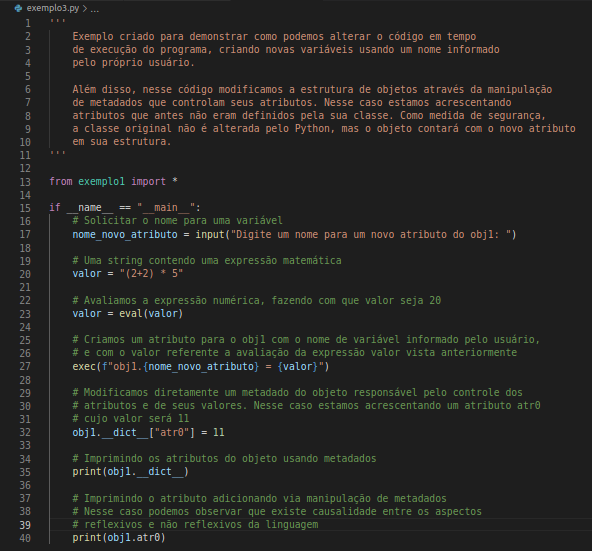 exemplo3.py > ...
1 '''
2 Exemplo criado para demonstrar como podemos alterar o código em tempo
3 de execução do programa, criando novas variáveis usando um nome informado
4 pelo próprio usuário.
5
6 Além disso, nesse código modificamos a estrutura de objetos através da manipulação
7 de metadados que controlam seus atributos. Nesse caso estamos acrescentando
8 atributos que antes não eram definidos pela sua classe. Como medida de segurança,
9 a classe original não é alterada pelo Python, mas o objeto contará com o novo atributo
10 em sua estrutura.
11 '''
12
13 from exemplo1 import *
14
15 if __name__ == "__main__":
16 # Solicitar o nome para uma variável
17 nome_novo_atributo = input("Digite um nome para um novo atributo do obj1: ")
18
19 # Uma string contendo uma expressão matemática
20 valor = "(2+2) * 5"
21
22 # Avaliamos a expressão numérica, fazendo com que valor seja 20
23 valor = eval(valor)
24
25 # Criamos um atributo para o obj1 com o nome de variável informado pelo usuário,
26 # e com o valor referente a avaliação da expressão valor vista anteriormente
27 exec(f"obj1.{nome_novo_atributo} = {valor}")
28
29 # Modificamos diretamente um metadado do objeto responsável pelo controle dos
30 # atributos e de seus valores. Nesse caso estamos acrescentando um atributo atr0
31 # cujo valor será 11
32 obj1.__dict__["atr0"] = 11
33
34 # Imprimindo os atributos do objeto usando metadados
35 print(obj1.__dict__)
36
37 # Imprimindo o atributo adicionando via manipulação de metadados
38 # Nesse caso podemos observar que existe causalidade entre os aspectos
39 # reflexivos e não reflexivos da linguagem
40 print(obj1.atr0)